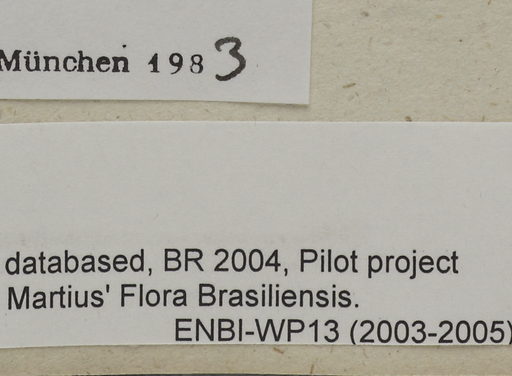 München 1983
databased, BR 2004, Pilot project
Martius' Flora Brasiliensis.
ENBI-WP13 (2003-2005)